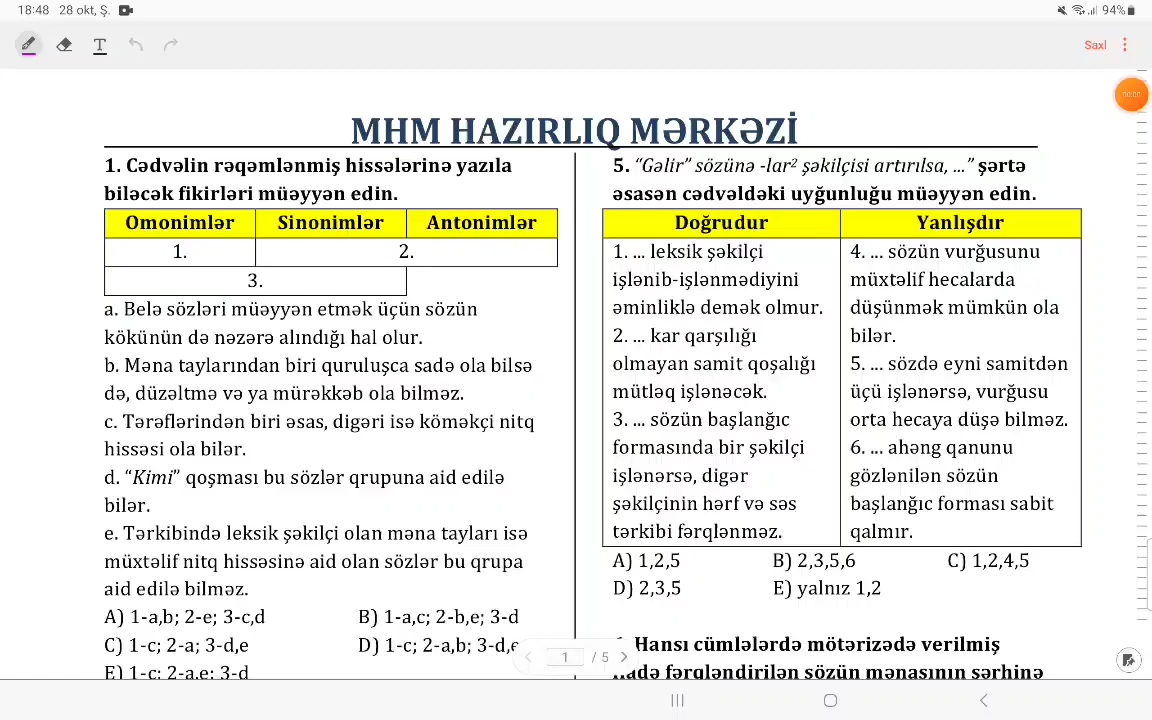 18:48 28 okt, Ş.
94%
Saxl
00:00
MHM HAZIRLIQ MƏRKƏZİ
1. Cədvəlin rəqəmlənmiş hissələrinə yazıla
biləcək fikirləri müəyyən edin.
Omonimlər Sinonimlər Antonimlər
1. 2.
3.
a. Belə sözləri müəyyən etmək üçün sözün
kökünün də nəzərə alındığı hal olur.
b. Məna taylarından biri quruluşca sadə ola bilsə
də, düzəltmə və ya mürəkkəb ola bilməz.
c. Tərəflərindən biri əsas, digəri isə köməkçi nitq
hissəsi ola bilər.
d. “Kimi” qoşması bu sözlər qrupuna aid edilə
bilər.
e. Tərkibində leksik şəkilçi olan məna tayları isə
müxtəlif nitq hissəsinə aid olan sözlər bu qrupa
aid edilə bilməz.
A) 1-a,b; 2-e; 3-c,d B) 1-a,c; 2-b,e; 3-d
C) 1-c; 2-a; 3-d,e D) 1-c; 2-a,b; 3-d,e
E) 1-c; 2-a,e; 3-d
5. “Gəlir” sözünə -lar² şəkilçisi artırılsa, ...” şərtə
əsasən cədvəldəki uyğunluğu müəyyən edin.
Doğrudur Yanlışdır
1. ... leksik şəkilçi
işlənib-işlənmədiyini
əminliklə demək olmur.
2. ... kar qarşılığı
olmayan samit qoşalığı
mütləq işlənəcək.
3. ... sözün başlanğıc
formasında bir şəkilçi
işlənərsə, digər
şəkilçinin hərf və səs
tərkibi fərqlənməz.
4. ... sözün vurğusunu
müxtəlif hecalarda
düşünmək mümkün ola
bilər.
5. ... sözdə eyni samitdən
üçü işlənərsə, vurğusu
orta hecaya düşə bilməz.
6. ... ahəng qanunu
gözlənilən sözün
başlanğıc forması sabit
qalmır.
A) 1,2,5 B) 2,3,5,6 C) 1,2,4,5
D) 2,3,5 E) yalnız 1,2
Hansı cümlələrdə mötərizədə verilmiş
fərqləndirilən sözün mənasının şərhinə
1 / 5